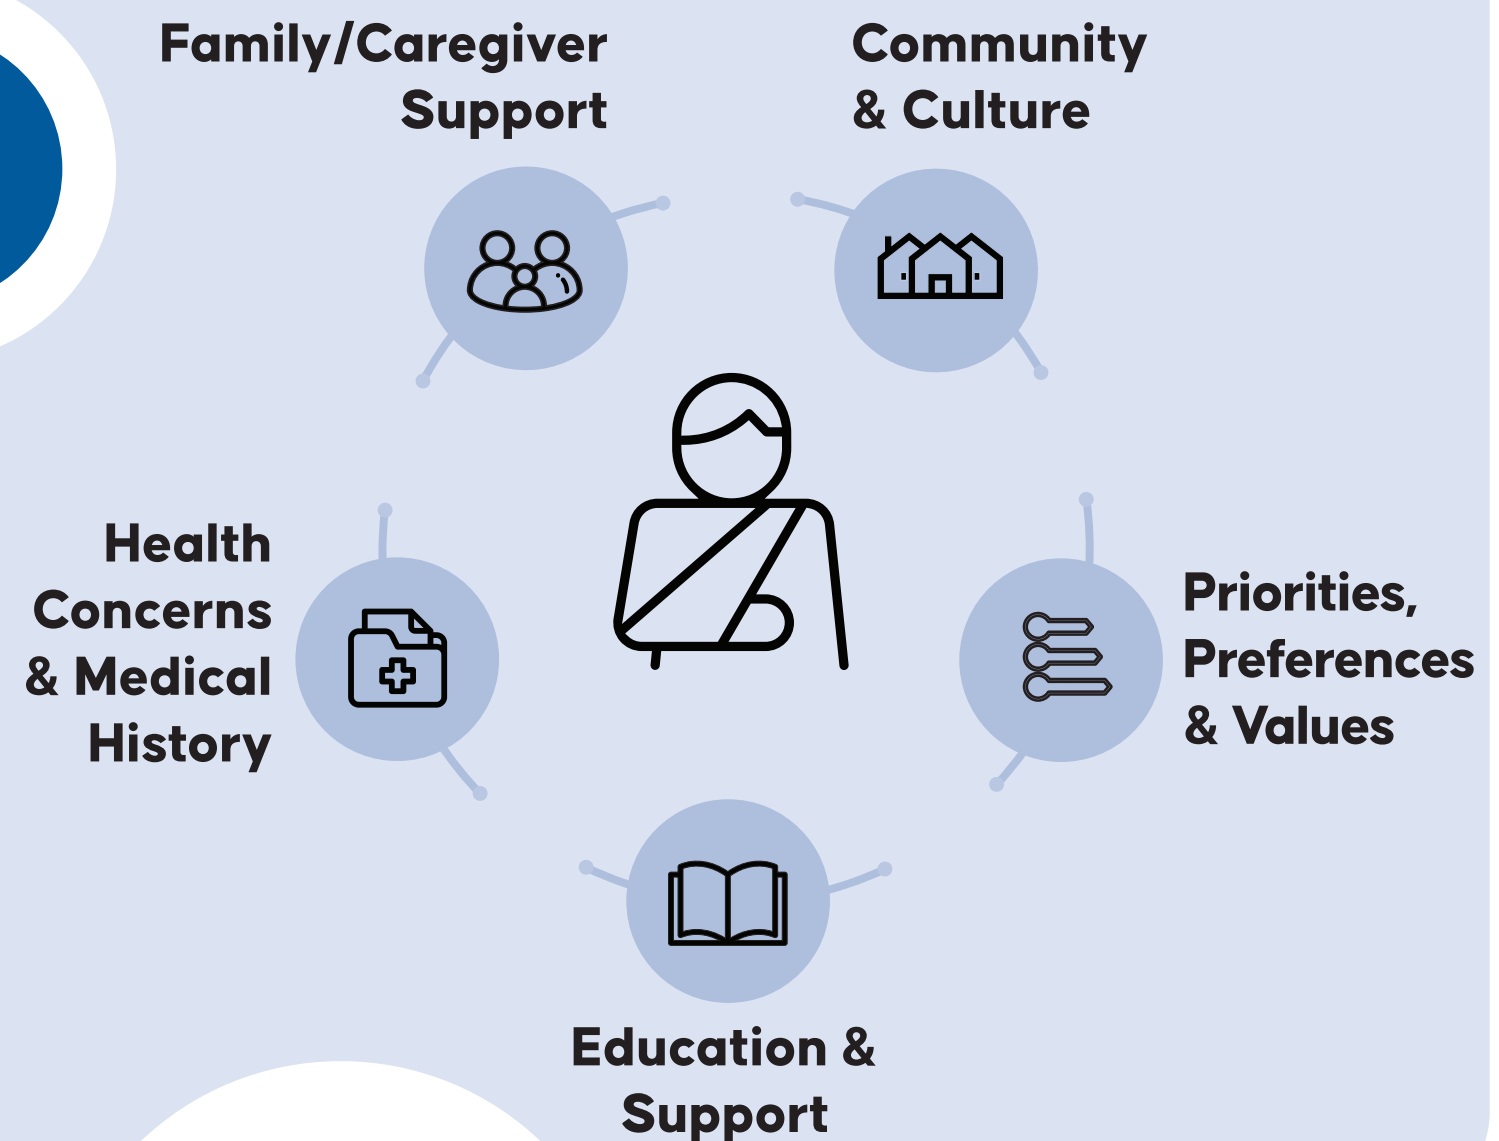 Family/Caregiver
Support
Community
& Culture
Health
Concerns
& Medical
History
Priorities,
Preferences
& Values
Education &
Support